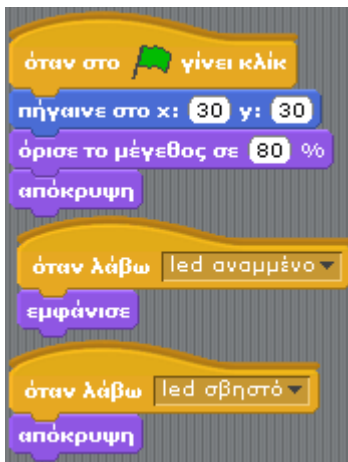 όταν στο γίνει κλίκ
πήγαινε στο x: 30 y: 30
όρισε το μέγεθος σε 80 %
απόκρυψη
όταν λάβω led αναμμένο
εμφάνισε
όταν λάβω led σβηστό
απόκρυψη